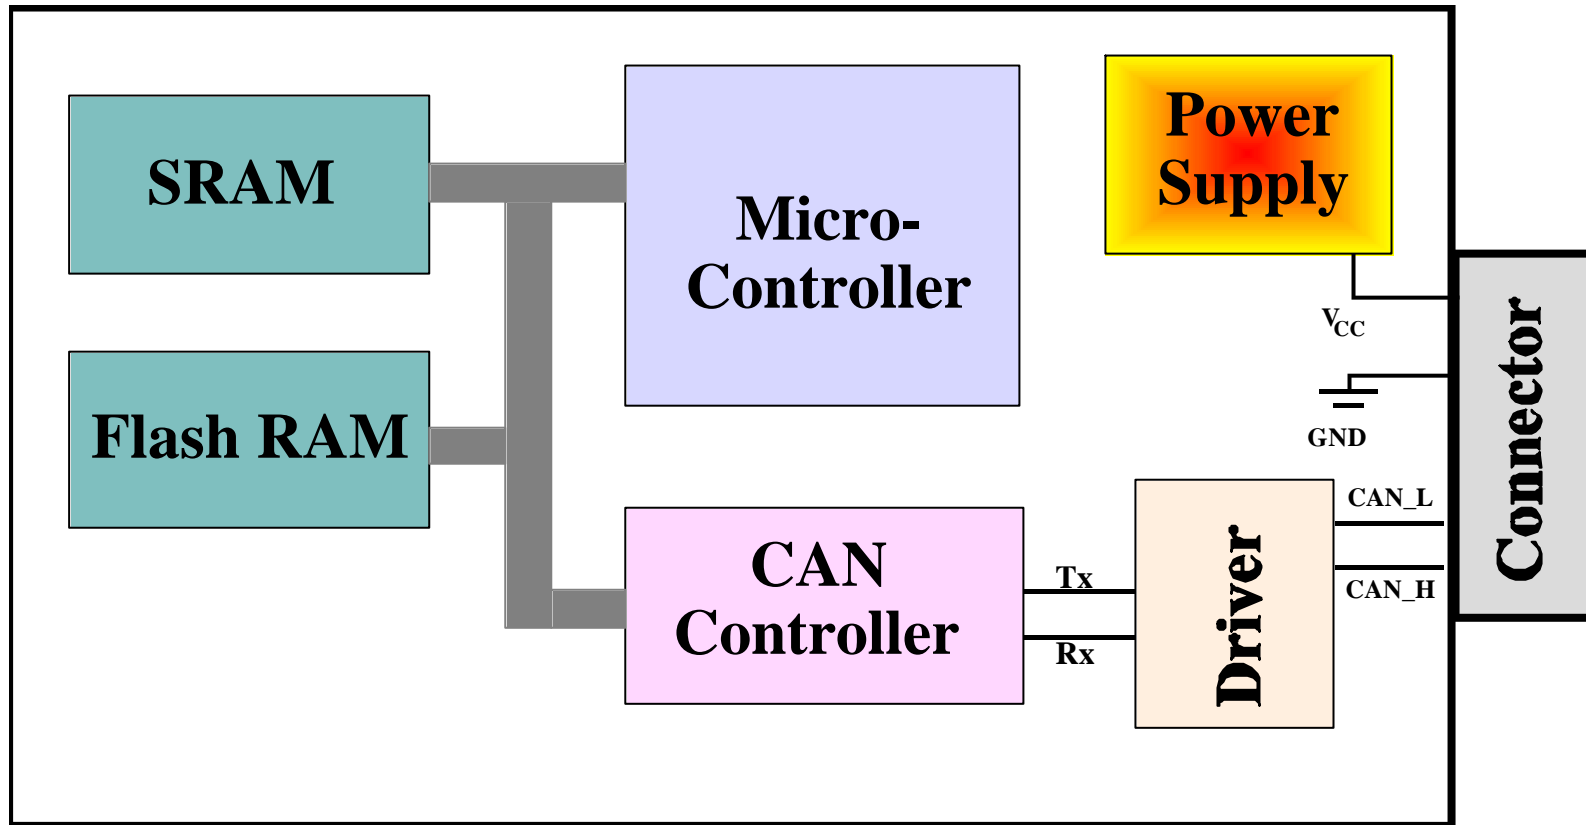 SRAM
Flash RAM
Micro-
Controller
Power
Supply
VCC
GND
CAN
Controller
Tx
Rx
Driver
CAN_L
CAN_H
Connector